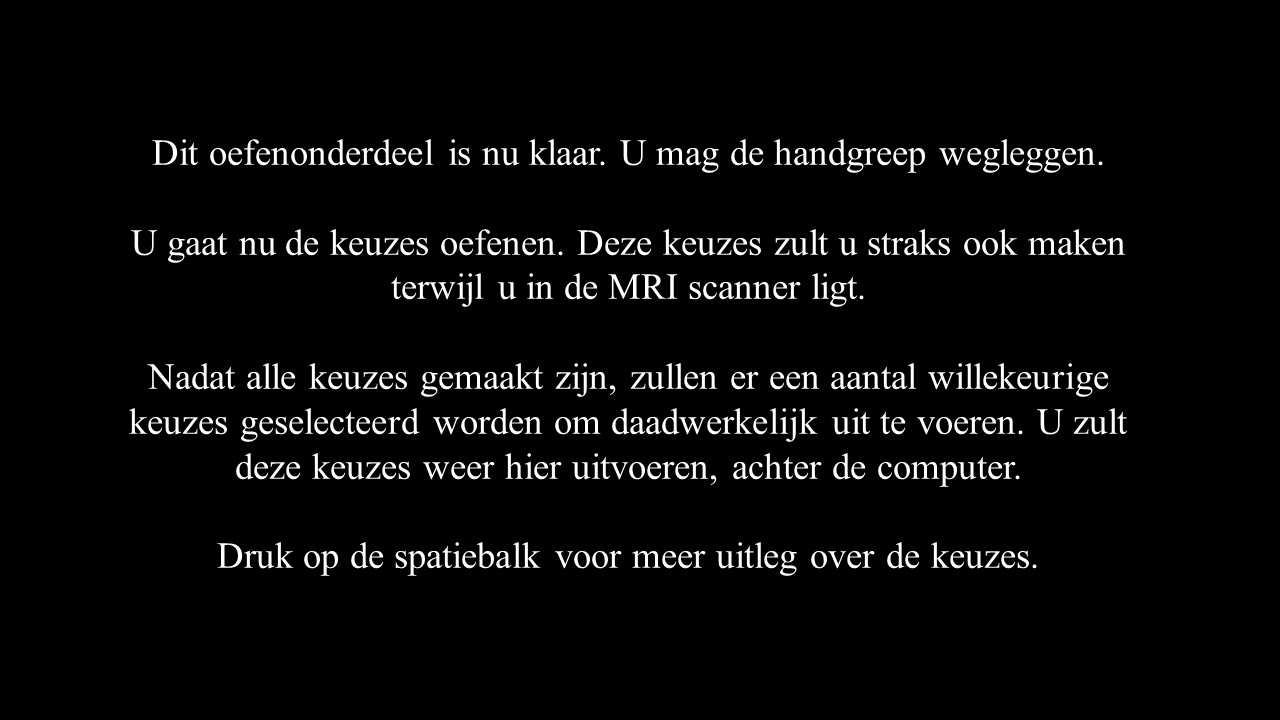 Dit oefenonderdeel is nu klaar. U mag de handgreep wegleggen.
U gaat nu de keuzes oefenen. Deze keuzes zult u straks ook maken
terwijl u in de MRI scanner ligt.
Nadat alle keuzes gemaakt zijn, zullen er een aantal willekeurige
keuzes geselecteerd worden om daadwerkelijk uit te voeren. U zult
deze keuzes weer hier uitvoeren, achter de computer.
Druk op de spatiebalk voor meer uitleg over de keuzes.